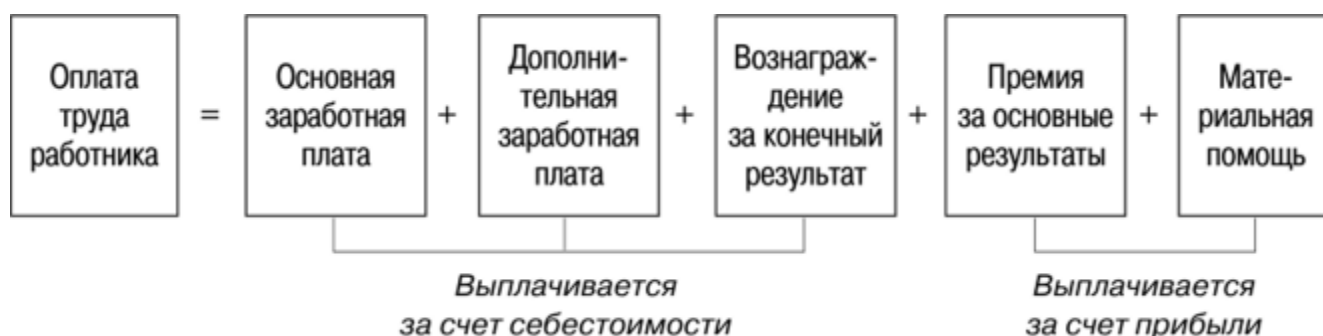 Оплата
труда
работника
=
Основная
заработная
плата
+
Дополни-
тельная
заработная
плата
+
Вознаграж-
дение
за конечный
результат
+
Премия
за основные
результаты
+
Мате-
риальная
помощь
Выплачивается
за счет себестоимости
Выплачивается
за счет прибыли